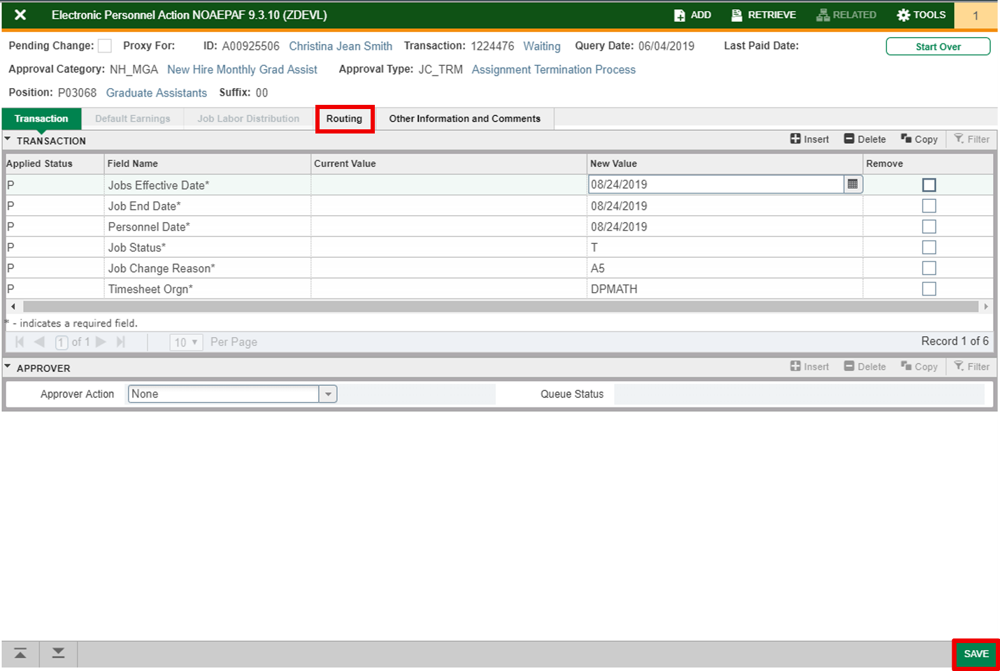 Electronic Personnel Action NOAEPAF 9.3.10 (ZDEVL) ADD RETRIEVE RELATED TOOLS 1
Pending Change: Proxy For: ID: A00925506 Christina Jean Smith Transaction: 1224476 Waiting Query Date: 06/04/2019 Last Paid Date: Start Over
Approval Category: NH_MGA New Hire Monthly Grad Assist Approval Type: JC_TRM Assignment Termination Process
Position: P03068 Graduate Assistants Suffix: 00
Transaction Default Earnings Job Labor Distribution Routing Other Information and Comments
TRANSACTION Insert Delete Copy Filter
Applied Status Field Name Current Value New Value Remove
P Jobs Effective Date* 08/24/2019
P Job End Date* 08/24/2019
P Personnel Date* 08/24/2019
P Job Status* T
P Job Change Reason* A5
P Timesheet Orgn* DPMATH
* - indicates a required field.
1 of 1 10 Per Page Record 1 of 6
APPROVER Insert Delete Copy Filter
Approver Action None Queue Status
SAVE